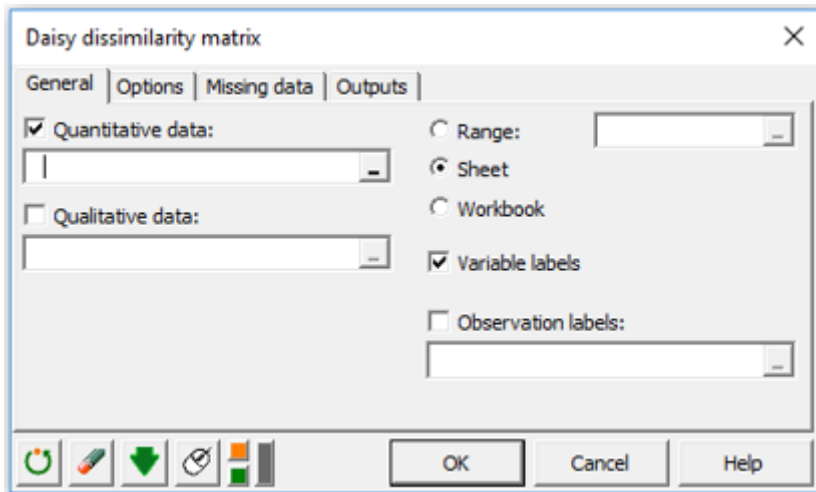 Daisy dissimilarity matrix
General Options Missing data Outputs
Quantitative data:
Range:
Sheet
Qualitative data:
Workbook
Variable labels
Observation labels:
OK Cancel Help